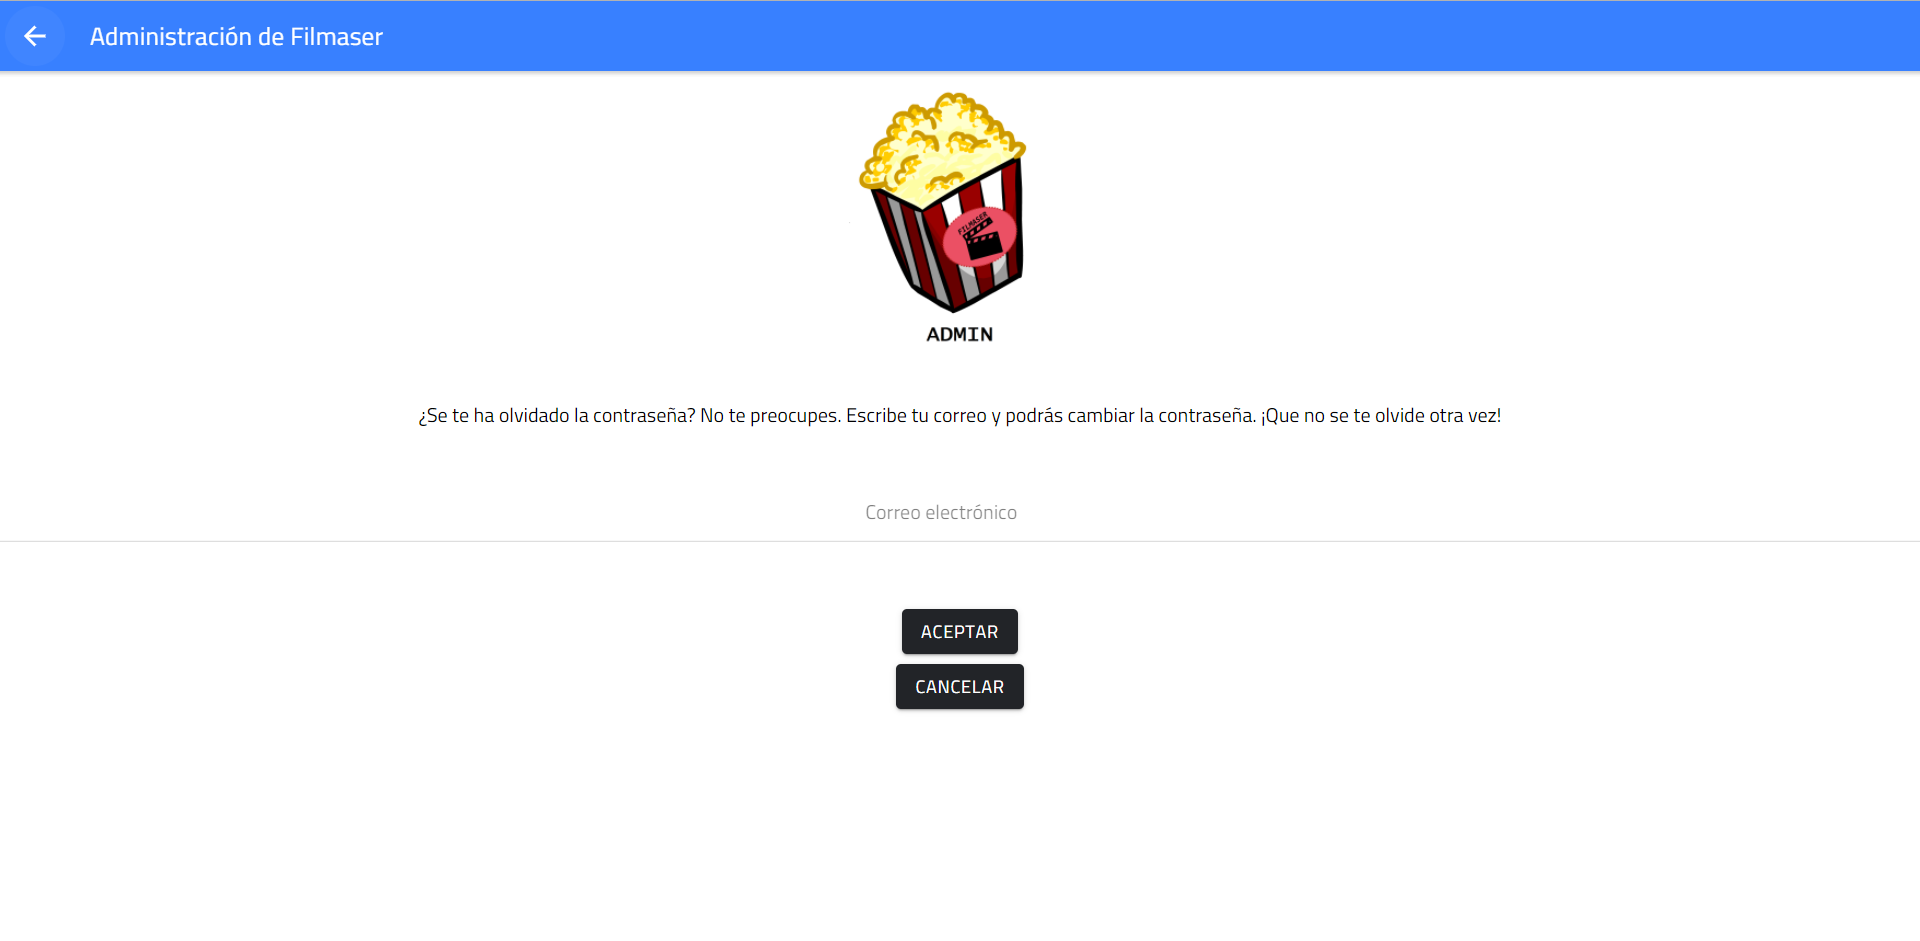 Administración de Filmaser
FILMASER
ADMIN
¿Se te ha olvidado la contraseña? No te preocupes. Escribe tu correo y podrás cambiar la contraseña. ¡Que no se te olvide otra vez!
Correo electrónico
ACEPTAR
CANCELAR